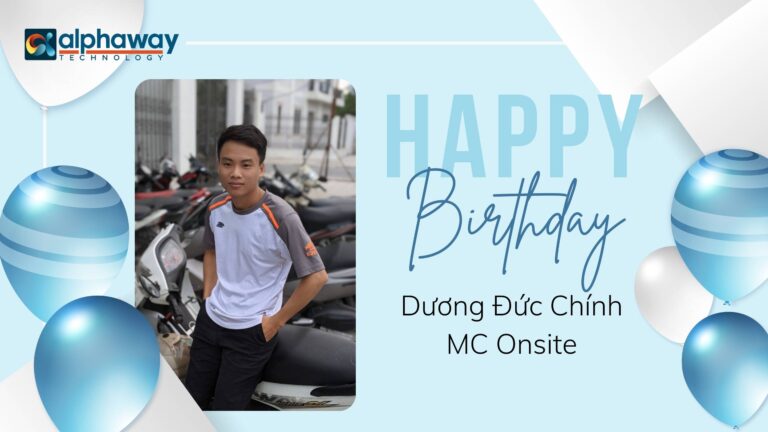 alphaway
TECHNOLOGY
HAPPY
Birthday
Dương Đức Chính
MC Onsite